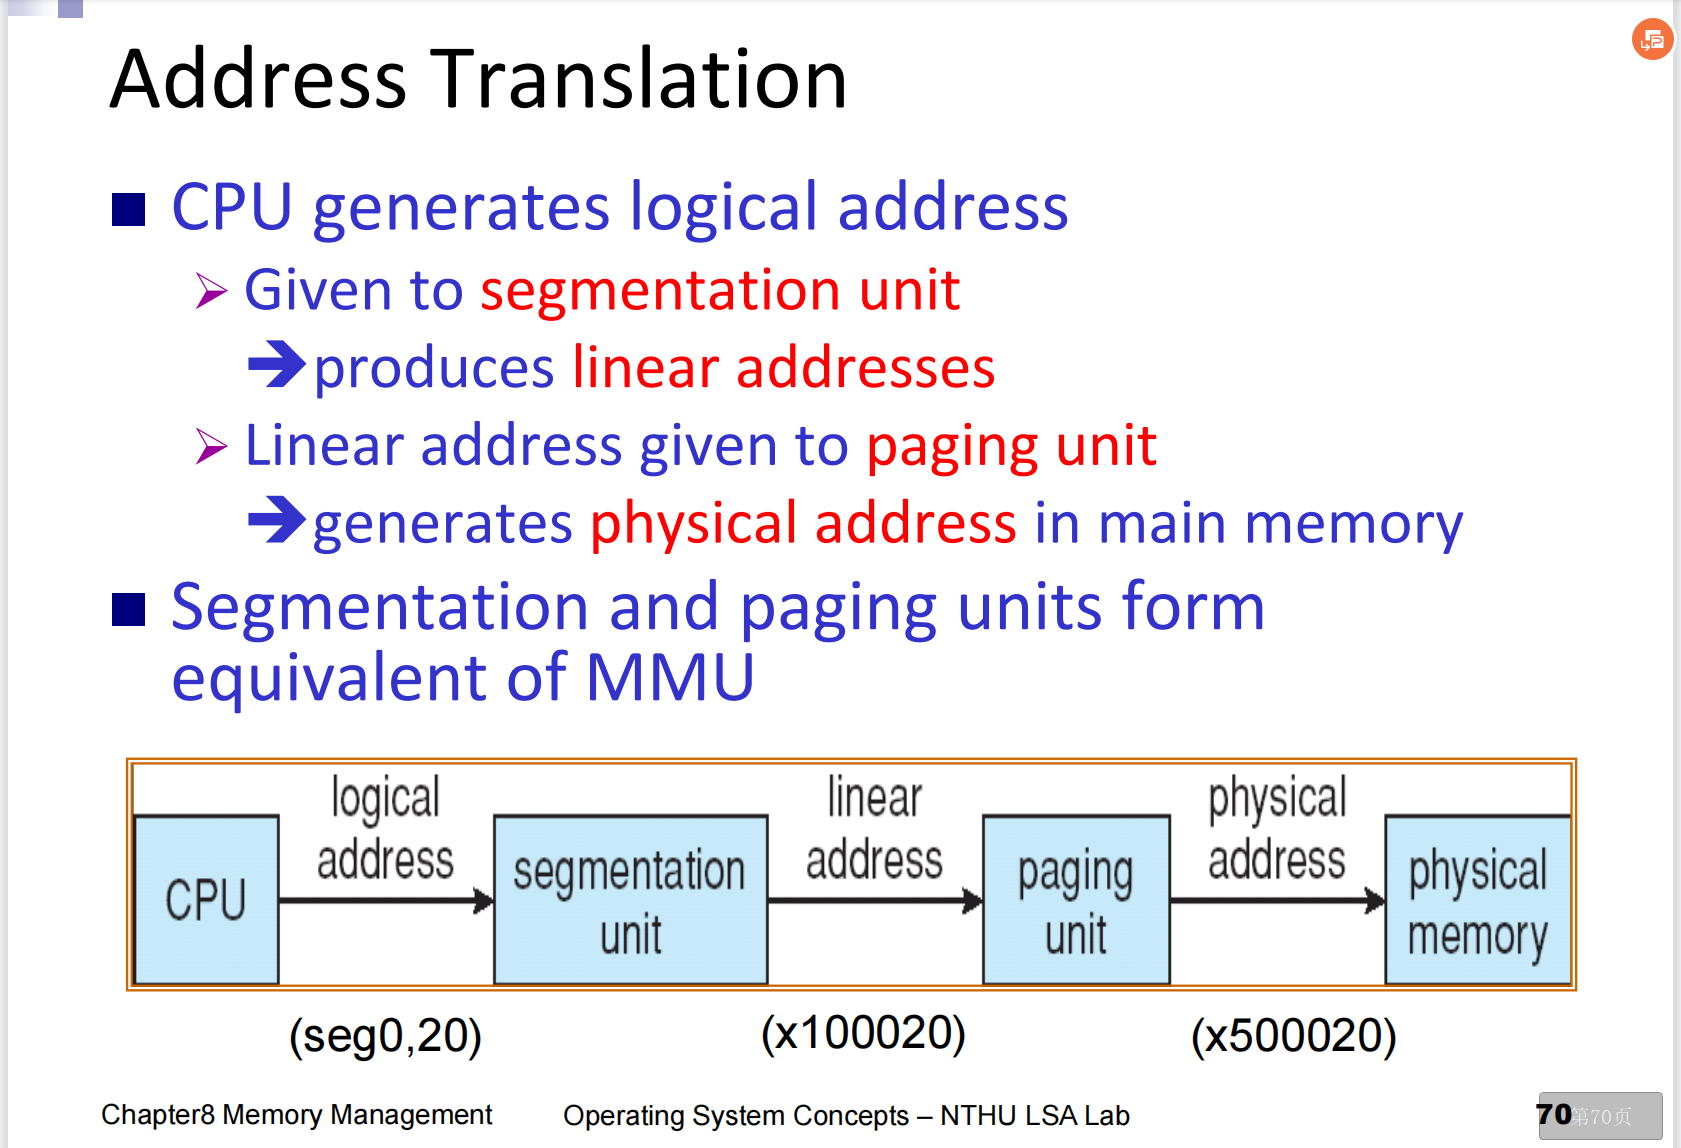 Address Translation
CPU generates logical address
Given to segmentation unit
produces linear addresses
Linear address given to paging unit
generates physical address in main memory
Segmentation and paging units form
equivalent of MMU
logical
address
linear
address
physical
address
CPU
segmentation
unit
paging
unit
physical
memory
(seg0,20)
(x100020)
(x500020)
Chapter8 Memory Management
Operating System Concepts – NTHU LSA Lab
70
第70页